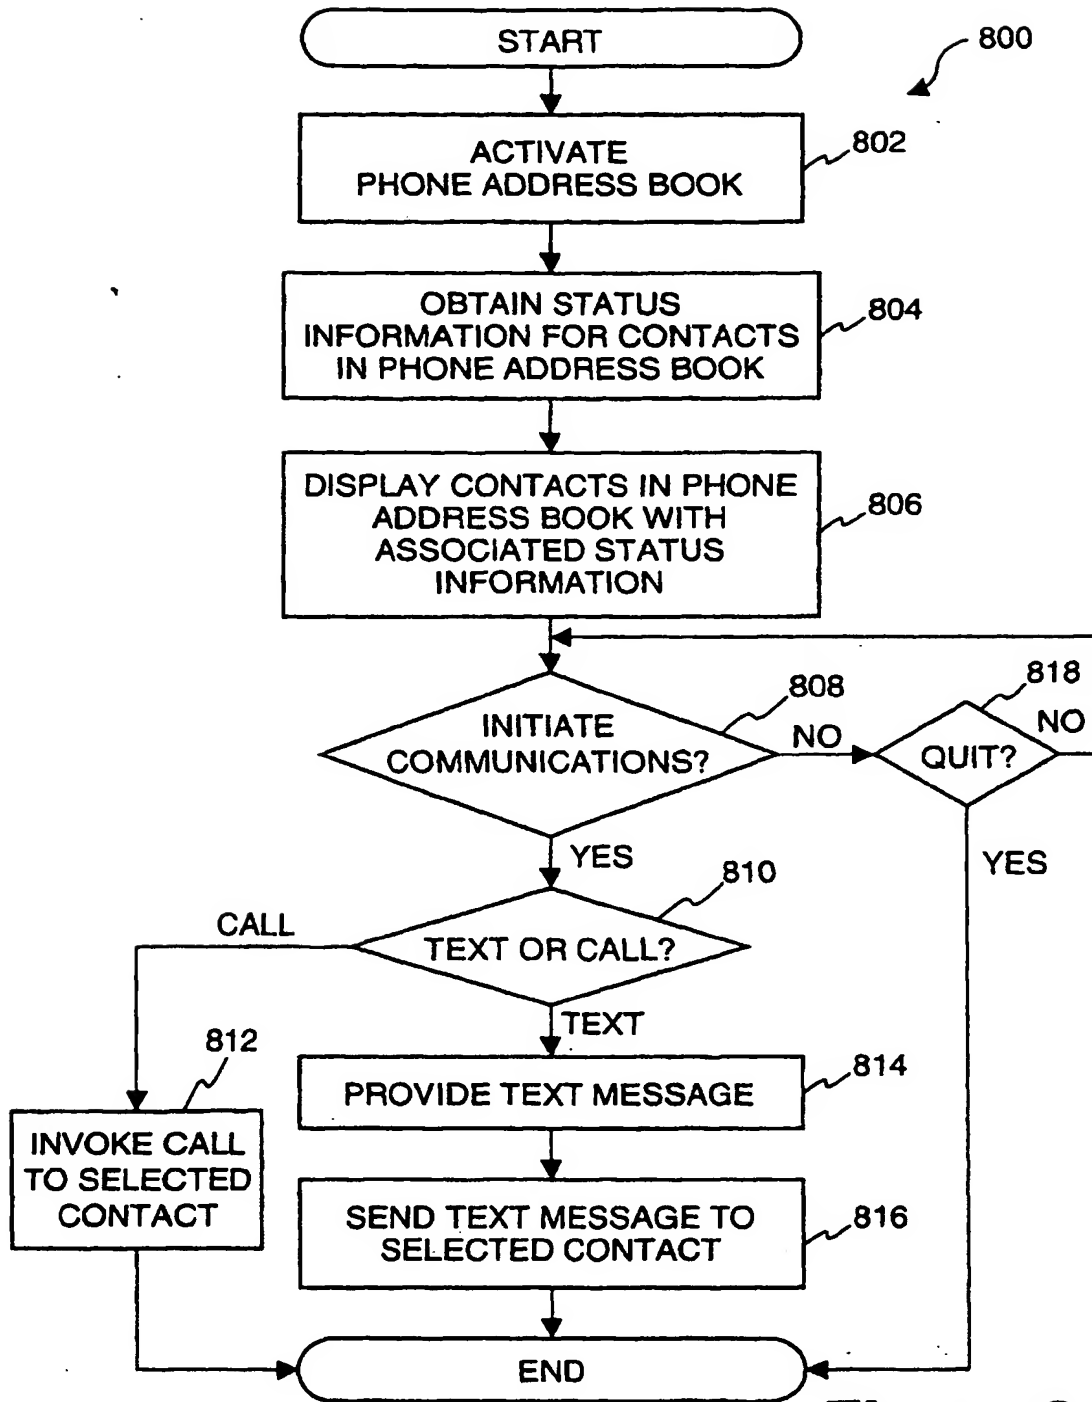 START
800
ACTIVATE
PHONE ADDRESS BOOK
802
OBTAIN STATUS
INFORMATION FOR CONTACTS
IN PHONE ADDRESS BOOK
804
DISPLAY CONTACTS IN PHONE
ADDRESS BOOK WITH
ASSOCIATED STATUS
INFORMATION
806
INITIATE
COMMUNICATIONS?
808
NO
QUIT?
818
NO
YES
YES
TEXT OR CALL?
810
CALL
TEXT
812
INVOKE CALL
TO SELECTED
CONTACT
PROVIDE TEXT MESSAGE
814
SEND TEXT MESSAGE TO
SELECTED CONTACT
816
END